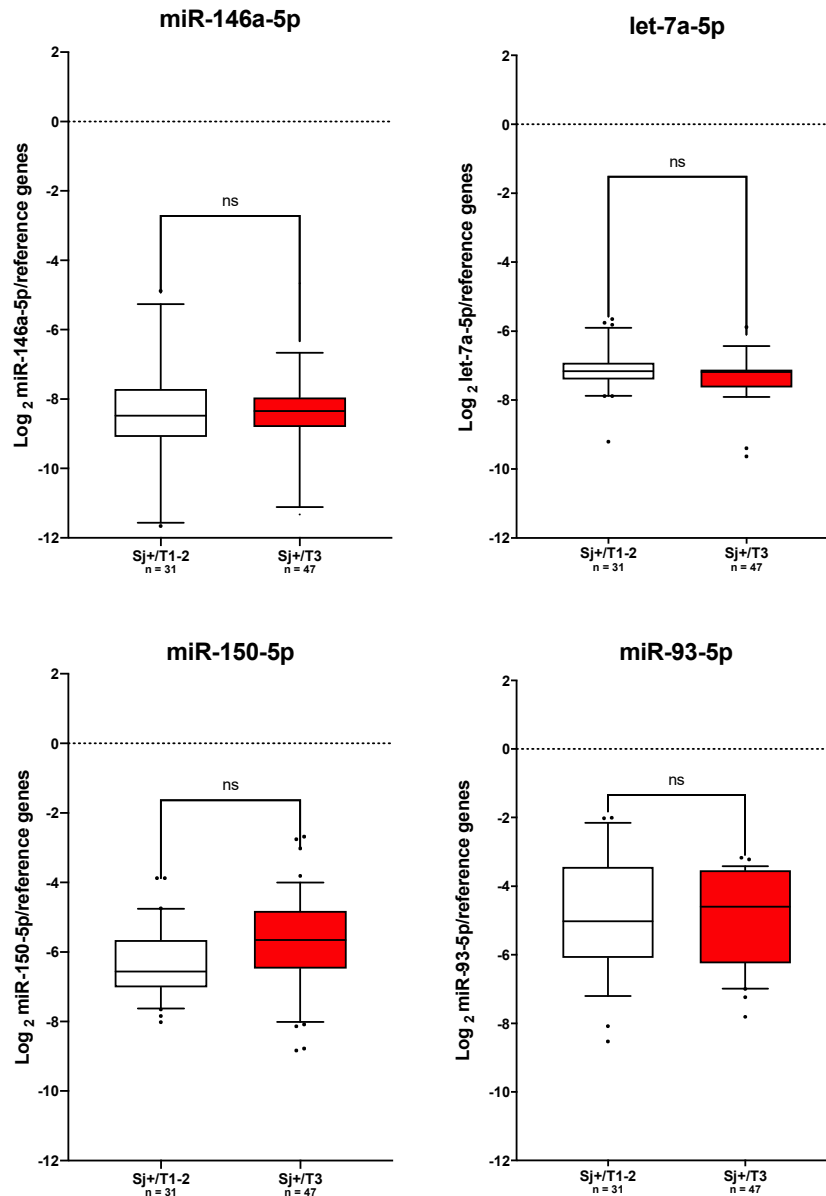 miR-146a-5p
Log 2 miR-146a-5p/reference genes
2
0
-2
-4
-6
-8
-10
-12
ns
Sj+/T1-2
n = 31
Sj+/T3
n = 47
let-7a-5p
Log 2 let-7a-5p/reference genes
2
0
-2
-4
-6
-8
-10
-12
ns
Sj+/T1-2
n = 31
Sj+/T3
n = 47
miR-150-5p
Log 2 miR-150-5p/reference genes
2
0
-2
-4
-6
-8
-10
-12
ns
Sj+/T1-2
n = 31
Sj+/T3
n = 47
miR-93-5p
Log 2 miR-93-5p/reference genes
2
0
-2
-4
-6
-8
-10
-12
ns
Sj+/T1-2
n = 31
Sj+/T3
n = 47